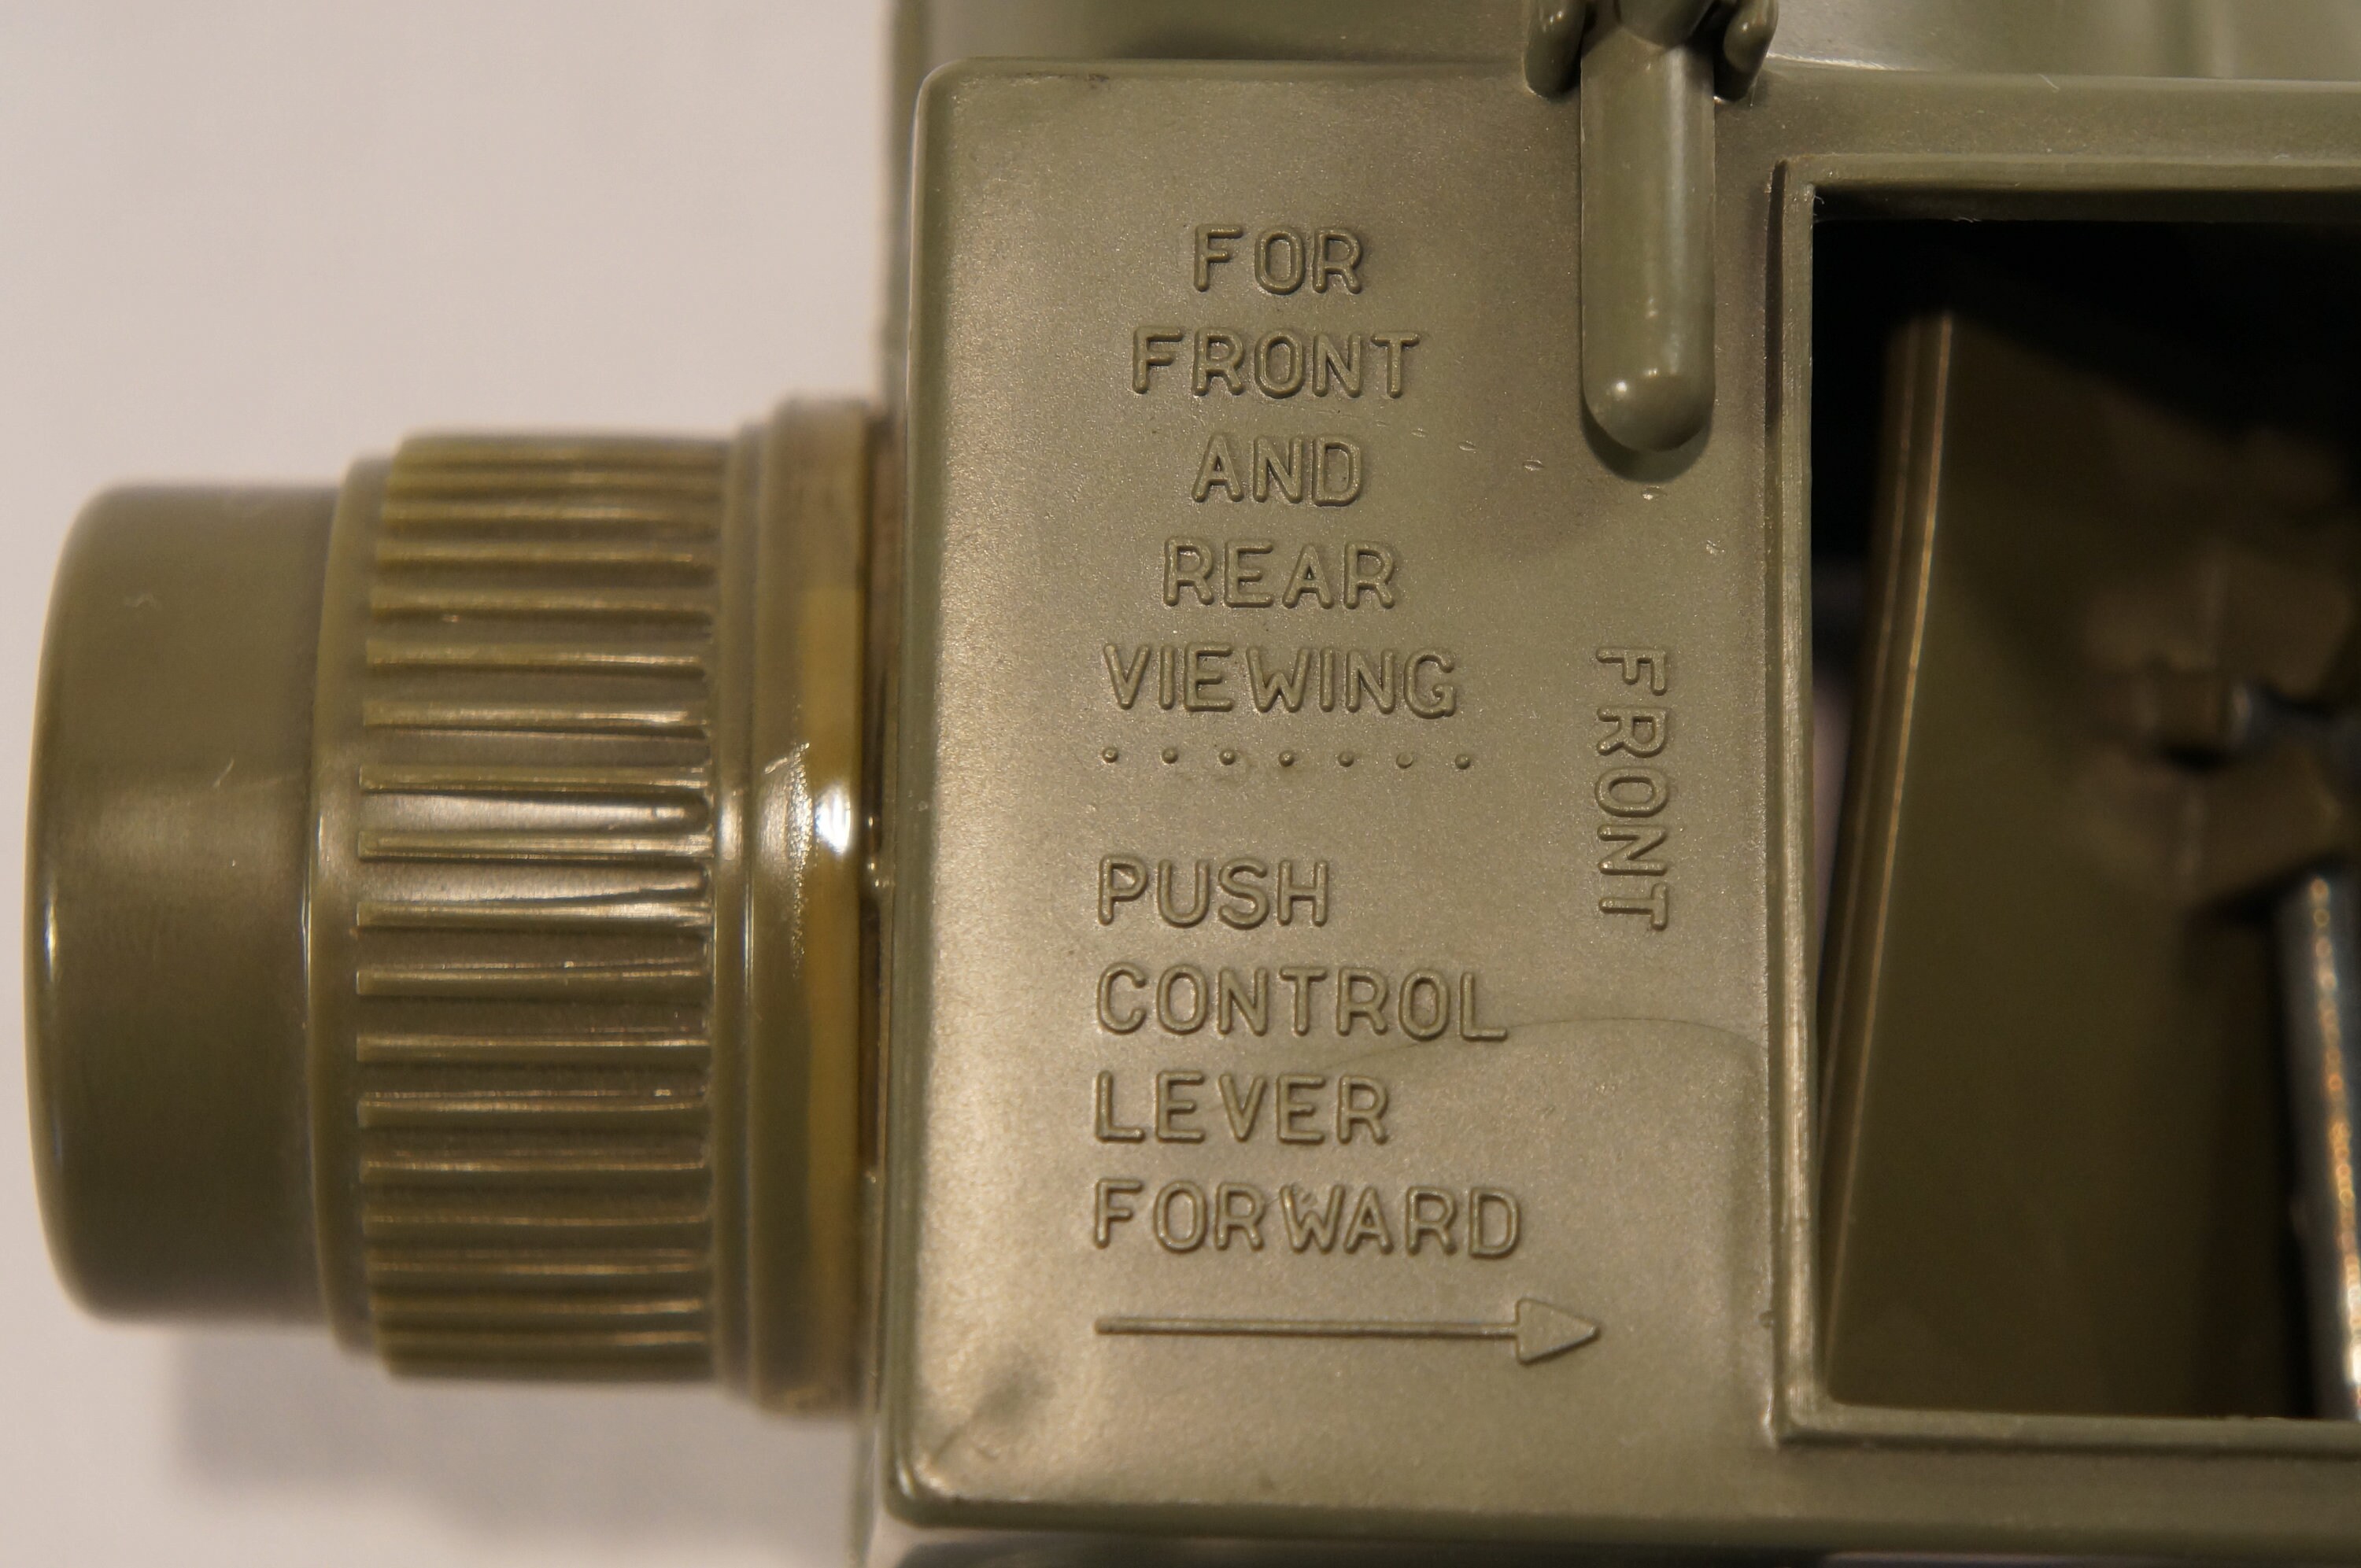 FOR
FRONT
AND
REAR
VIEWING
.......
PUSH
CONTROL
LEVER
FORWARD
FRONT